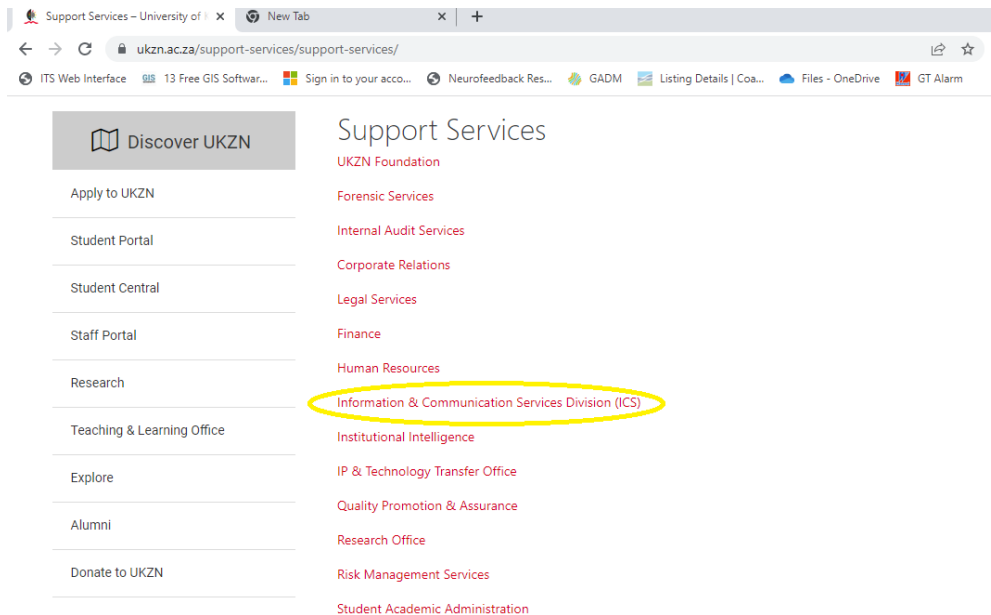 Support Services – University of
New Tab
ukzn.ac.za/support-services/support-services/
ITS Web Interface
GIS 13 Free GIS Softwar...
Sign in to your acco...
Neurofeedback Res...
GADM
Listing Details | Coa...
Files - OneDrive
GT Alarm
Discover UKZN
Apply to UKZN
Student Portal
Student Central
Staff Portal
Research
Teaching & Learning Office
Explore
Alumni
Donate to UKZN
Support Services
UKZN Foundation
Forensic Services
Internal Audit Services
Corporate Relations
Legal Services
Finance
Human Resources
Information & Communication Services Division (ICS)
Institutional Intelligence
IP & Technology Transfer Office
Quality Promotion & Assurance
Research Office
Risk Management Services
Student Academic Administration